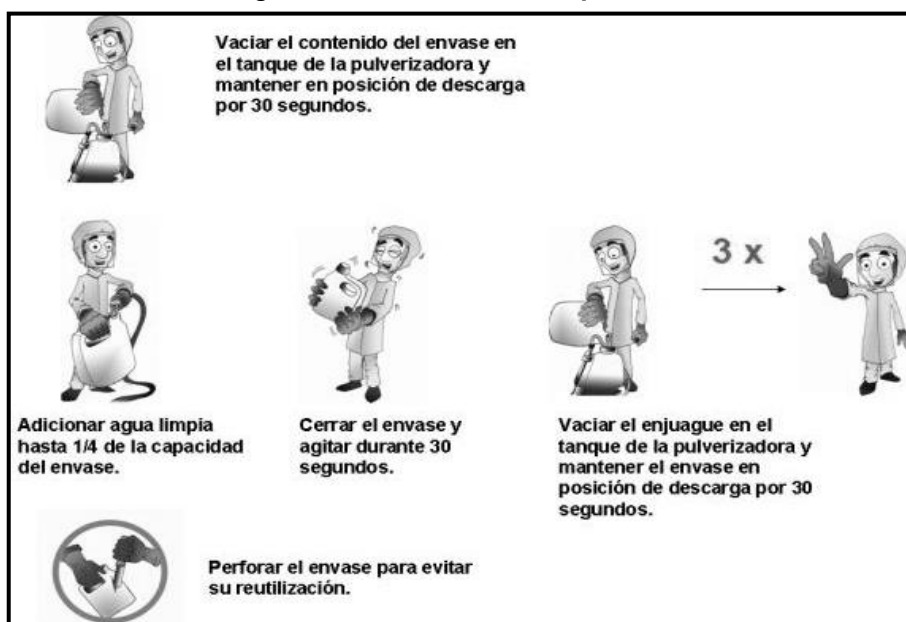 Vaciar el contenido del envase en
el tanque de la pulverizadora y
mantener en posición de descarga
por 30 segundos.
3 x
Adicionar agua limpia
hasta 1/4 de la capacidad
del envase.
Cerrar el envase y
agitar durante 30
segundos.
Vaciar el enjuague en el
tanque de la pulverizadora y
mantener el envase en
posición de descarga por 30
segundos.
Perforar el envase para evitar
su reutilización.